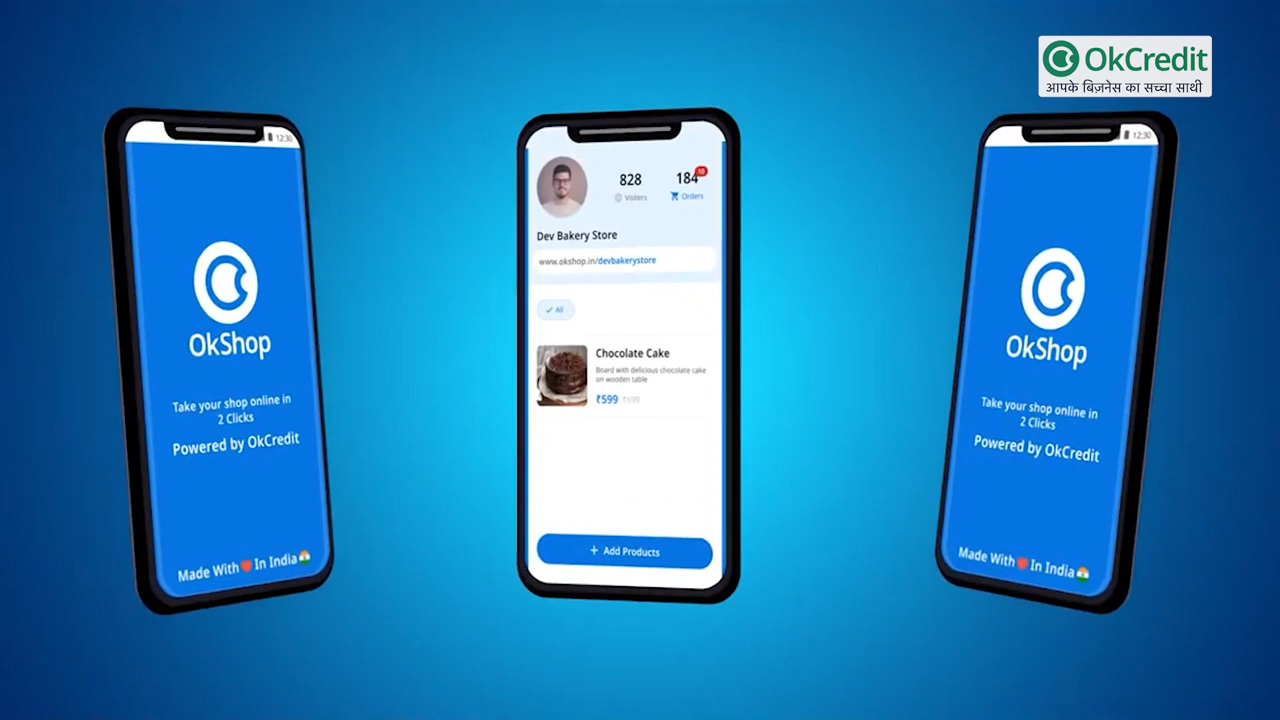 OkCredit
आपके बिज़नेस का सच्चा साथी
12:30
OkShop
Take your shop online in
2 Clicks
Powered by OkCredit
Made With In India
828
Visiters
184
10
Orders
Dev Bakery Store
www.okshop.in/devbakerystore
All
Chocolate Cake
Board with delicious chocolate cake
on wooden table
₹599 ₹699
+ Add Products
12:30
OkShop
Take your shop online in
2 Clicks
Powered by OkCredit
Made With In India